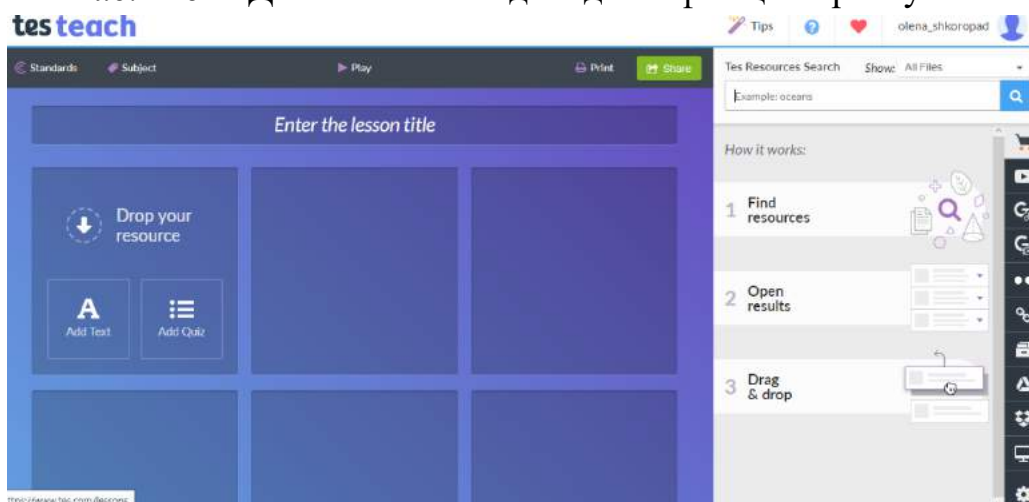 tes teach
Tips
olena_shkoropad
Standards
Subject
Play
Print
Share
Tes Resources Search
Show: All Files
Example: oceans
Enter the lesson title
How it works:
Drop your
resource
Add Text
Add Quiz
1 Find
resources
2 Open
results
3 Drag
& drop